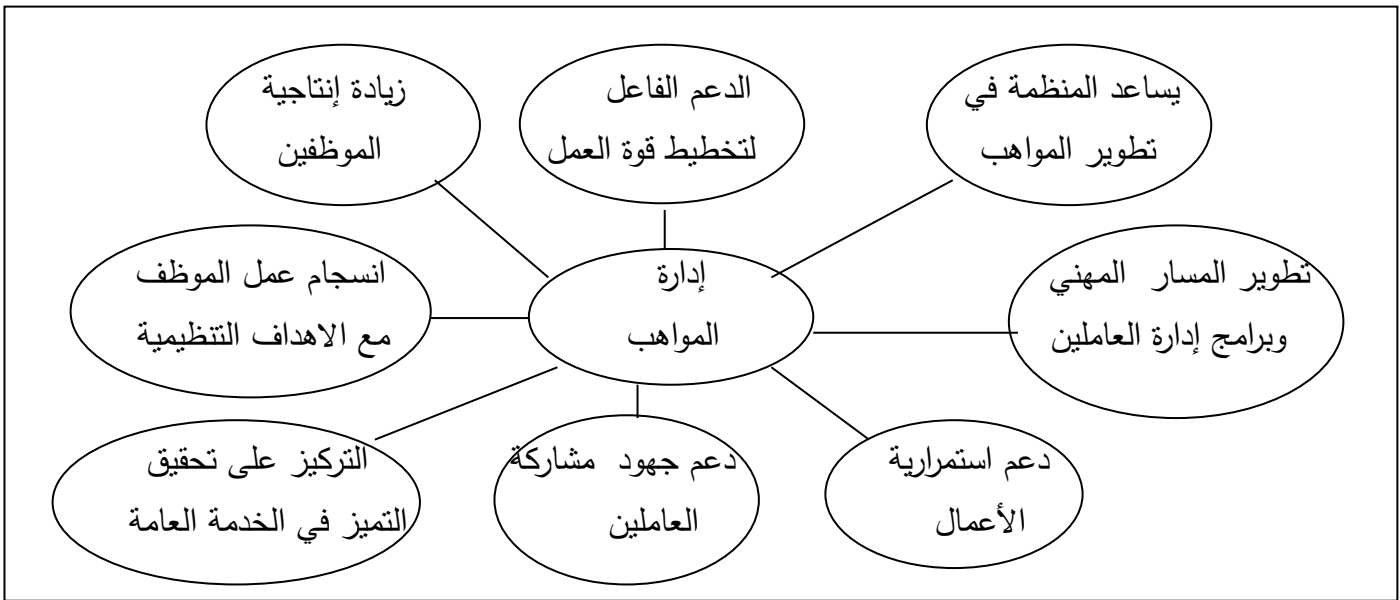 يساعد المنظمة في
تطوير المواهب
الدعم الفاعل
لتخطيط قوة العمل
زيادة إنتاجية
الموظفين
تطوير المسار المهني
وبرامج إدارة العاملين
إدارة
المواهب
انسجام عمل الموظف
مع الاهداف التنظيمية
دعم استمرارية
الأعمال
دعم جهود مشاركة
العاملين
التركيز على تحقيق
التميز في الخدمة العامة